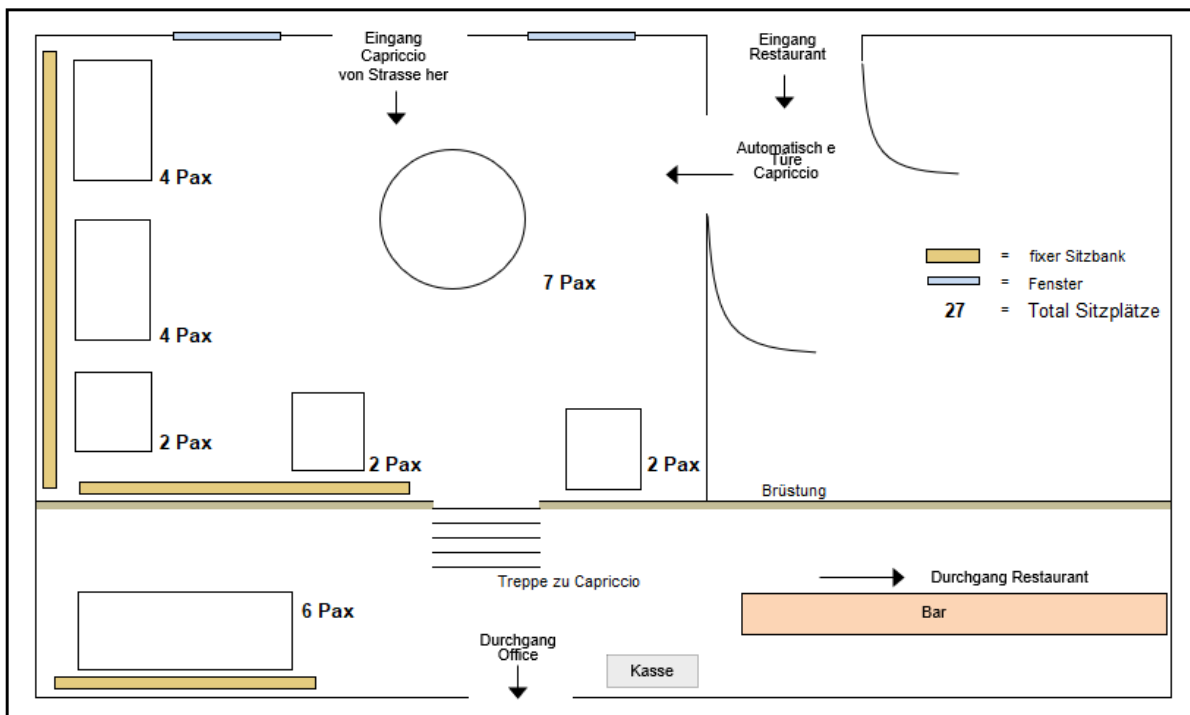 Eingang
Capriccio
von Strasse her
Eingang
Restaurant
Automatisch e
Türe
Capriccio
4 Pax
7 Pax
= fixer Sitzbank
= Fenster
27 = Total Sitzplätze
4 Pax
2 Pax
2 Pax
2 Pax
Brüstung
Treppe zu Capriccio
Durchgang Restaurant
6 Pax
Bar
Durchgang
Office
Kasse